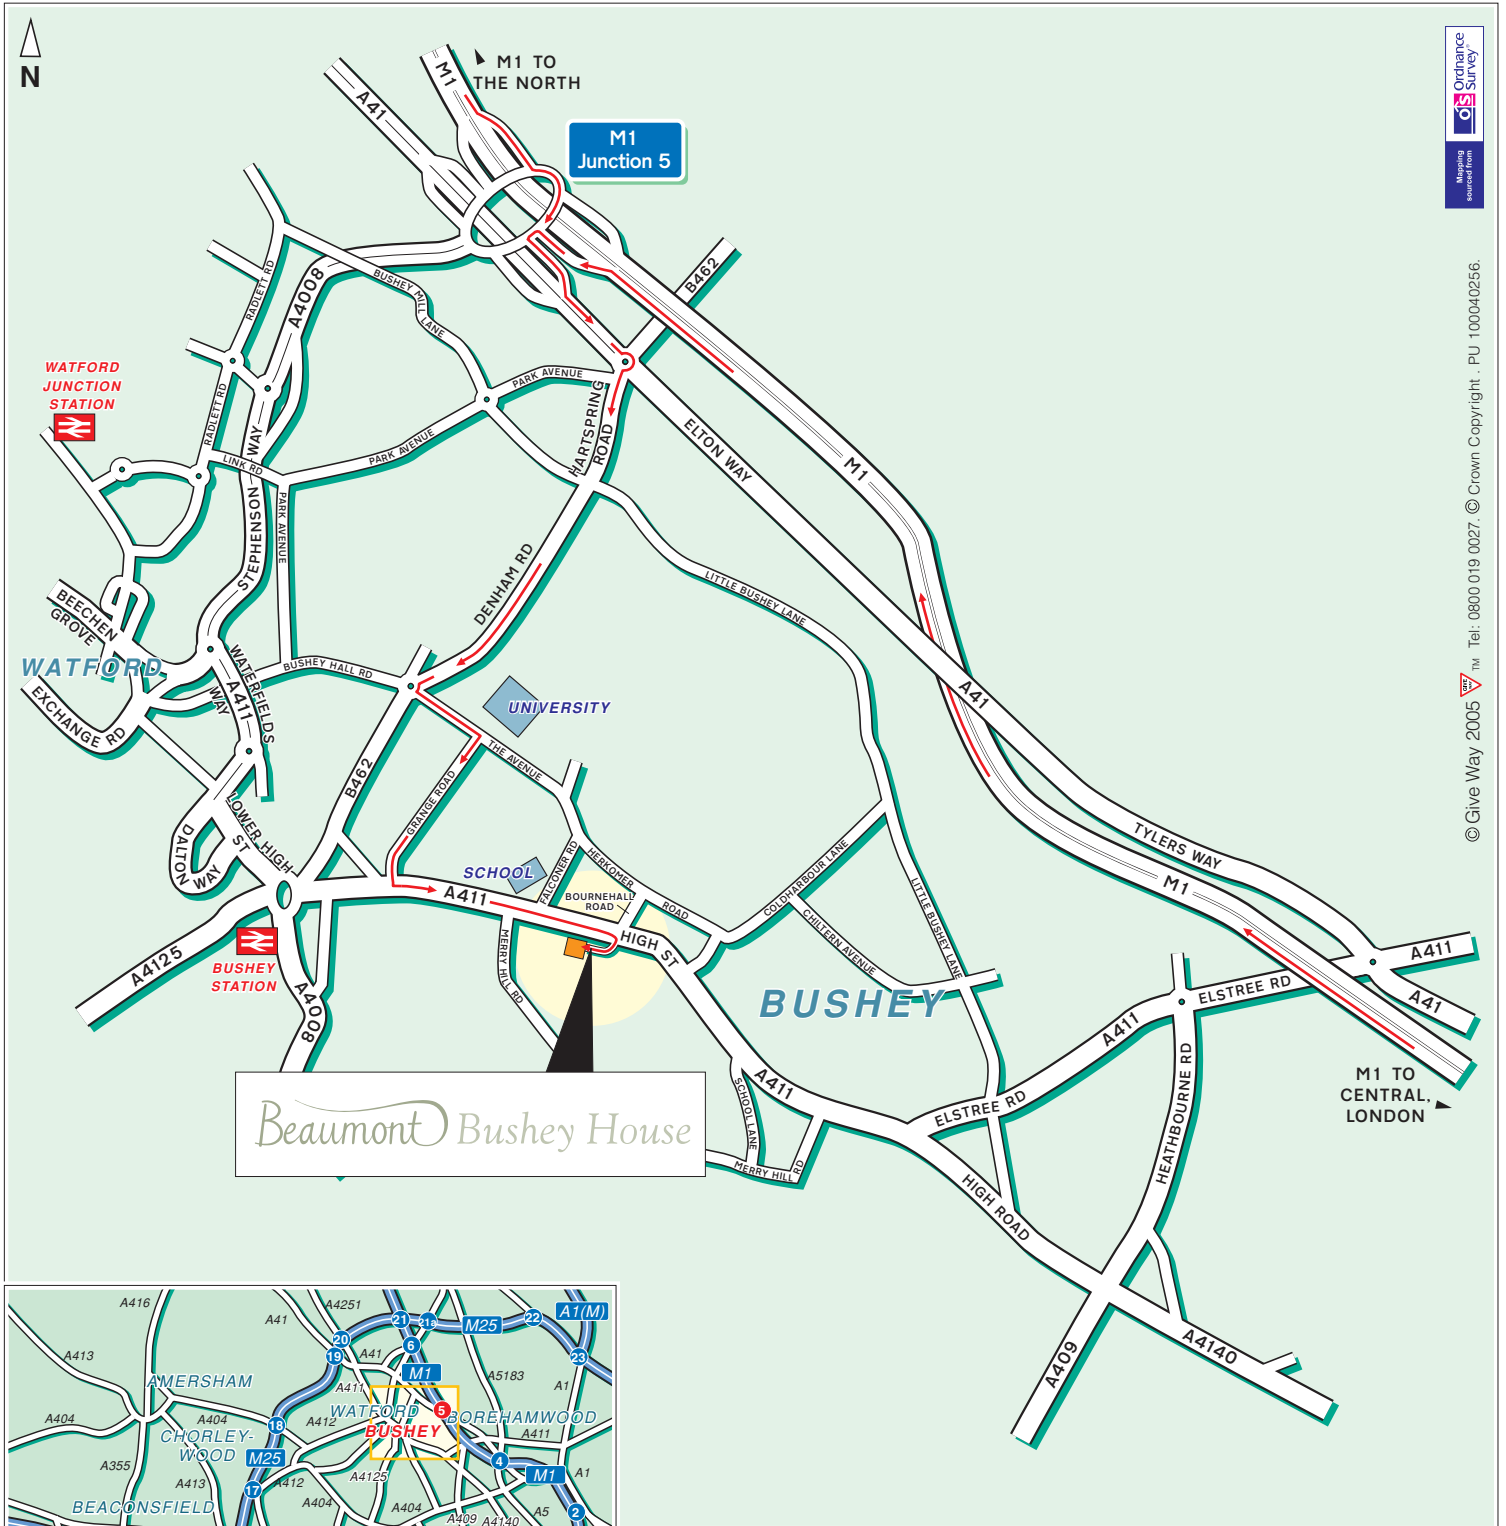 N
M1 TO
THE NORTH
M1
A41
M1
Junction 5
Ordnance
Survey
Mapping
sourced from
B462
RADLETT RD
A4008
BUSHEY MILL
LANE
WATFORD
JUNCTION
STATION
RADLETT RD
PARK AVENUE
HARTSPRING
ROAD
ELTON WAY
M1
LINK RD
PARK AVENUE
STEPHENSON WAY
PARK AVENUE
DENHAM RD
LITTLE BUSHEY LANE
BEECHEN
GROVE
WATFORD
EXCHANGE RD
WATERFIELDS
WAY
A411
BUSHEY HALL RD
UNIVERSITY
A41
THE AVENUE
B462
GRANGE ROAD
LOWER HIGH
ST
DALTON
WAY
SCHOOL
FALCONER RD
HERKOMER
ROAD
BOURNEHALL
ROAD
COLDHARBOUR LANE
CHILTERN AVENUE
LITTLE BUSHEY LANE
TYLERS WAY
M1
A411
HIGH
ST
MERRY HILL RD
A4125
BUSHEY
STATION
A4008
BUSHEY
ELSTREE RD
A411
A41
A411
HEATHBOURNE RD
M1 TO
CENTRAL,
LONDON
A411
ELSTREE RD
SCHOOL LANE
MERRY HILL RD
HIGH ROAD
A409
A4140
Beaumont Bushey House
© Give Way 2005 GIVE WAY TM Tel: 0800 019 0027. © Crown Copyright . PU 100040256.
A416
A4251
A41
21
21a
M25
22
A1(M)
20
19
A41
6
23
A413
M1
A5183
A1
AMERSHAM
A411
WATFORD
5
BOREHAMWOOD
A404
A404
A412
BUSHEY
A411
18
CHORLEY-
WOOD
M25
A355
A413
A412
A4125
4
M1
A1
17
BEACONSFIELD
A404
A404
A409
A4140
A5
2